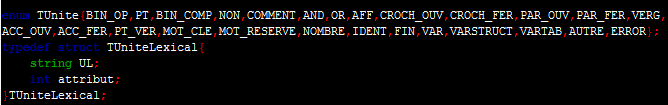 enum TUnite{BIN_OP,PT,BIN_COMP,NON,COMMENT,AND,OR,AFF,CROCH_OUV,CROCH_FER,PAR_OUV,PAR_FER,VERG,
ACC_OUV,ACC_FER,PT_VER,MOT_CLE,MOT_RESERVE,NOMBRE,IDENT,FIN,VAR,VARSTRUCT,VARTAB,AUTRE,ERROR};
typedef struct TUniteLexical{
string UL;
int attribut;
}TUniteLexical;